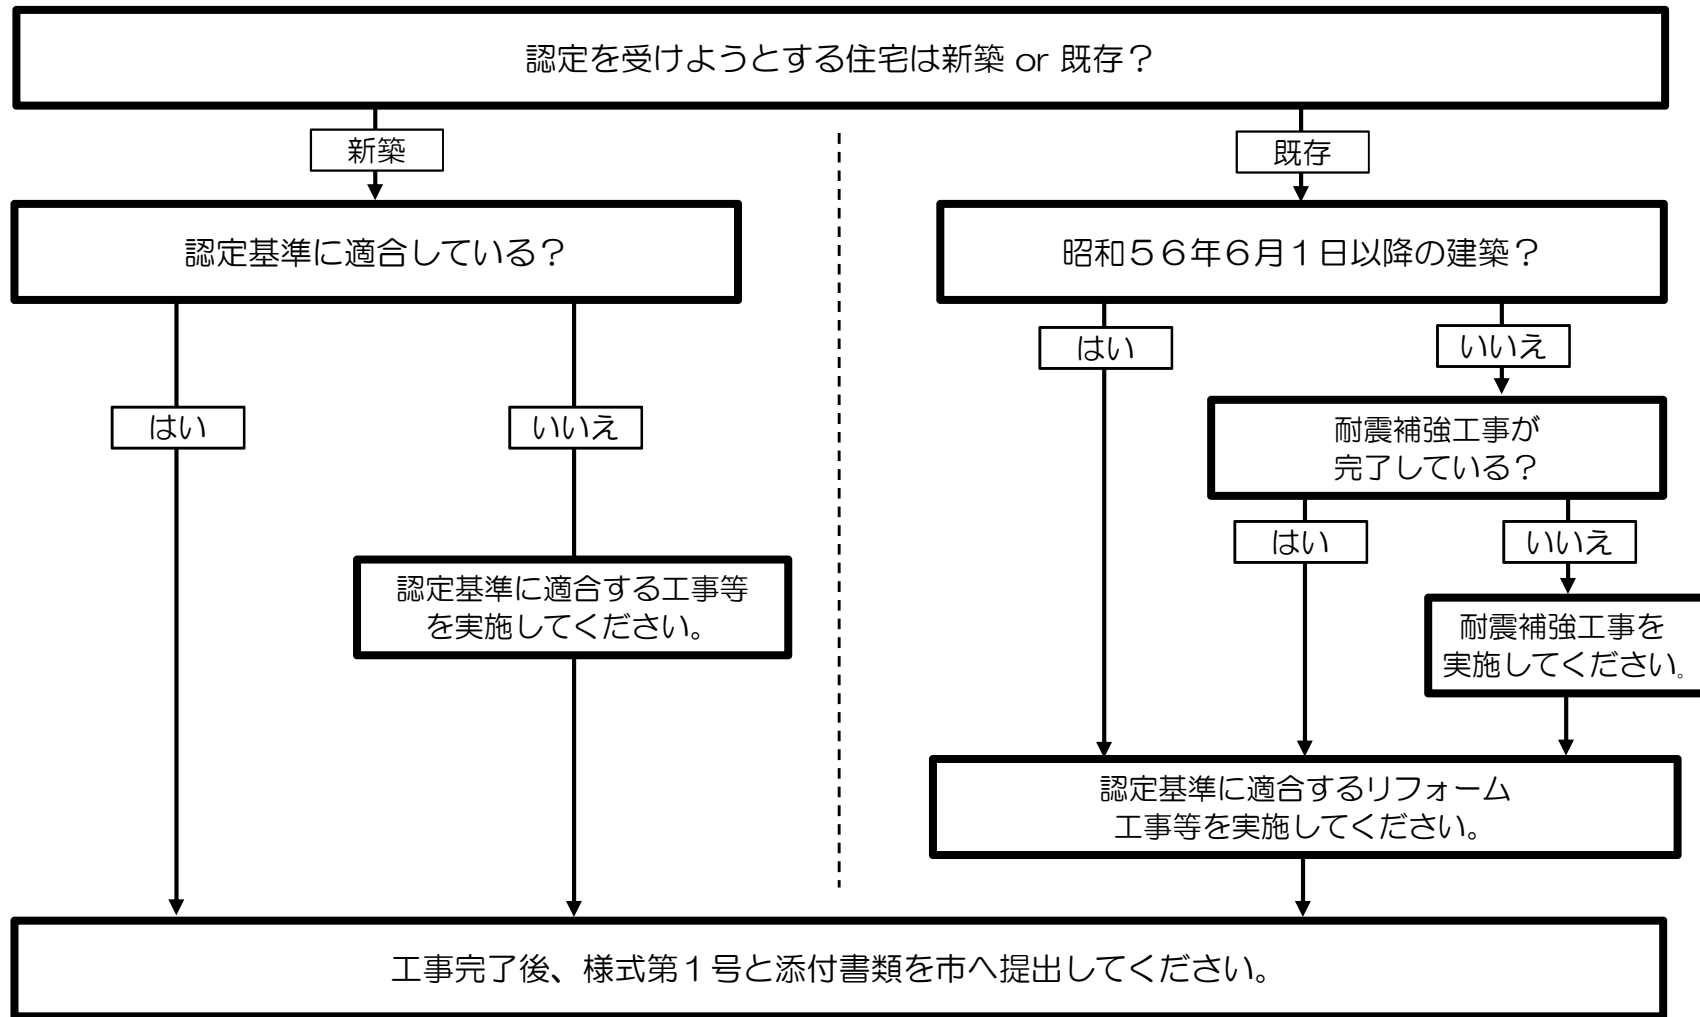 認定を受けようとする住宅は新築 or 既存？
新築
既存
認定基準に適合している？
昭和５６年６月１日以降の建築？
はい
いいえ
はい
いいえ
耐震補強工事が
完了している？
はい
いいえ
認定基準に適合する工事等
を実施してください。
耐震補強工事を
実施してください。
認定基準に適合するリフォーム
工事等を実施してください。
工事完了後、様式第１号と添付書類を市へ提出してください。